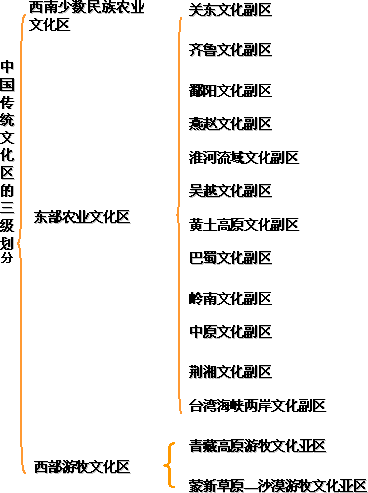 中国传统文化区的三级划分
西南少数民族农业
文化区
东部农业文化区
关东文化副区
齐鲁文化副区
鄱阳文化副区
燕赵文化副区
淮河流域文化副区
吴越文化副区
黄土高原文化副区
巴蜀文化副区
岭南文化副区
中原文化副区
荆湘文化副区
台湾海峡两岸文化副区
西部游牧文化区
青藏高原游牧文化亚区
蒙新草原—沙漠游牧文化亚区